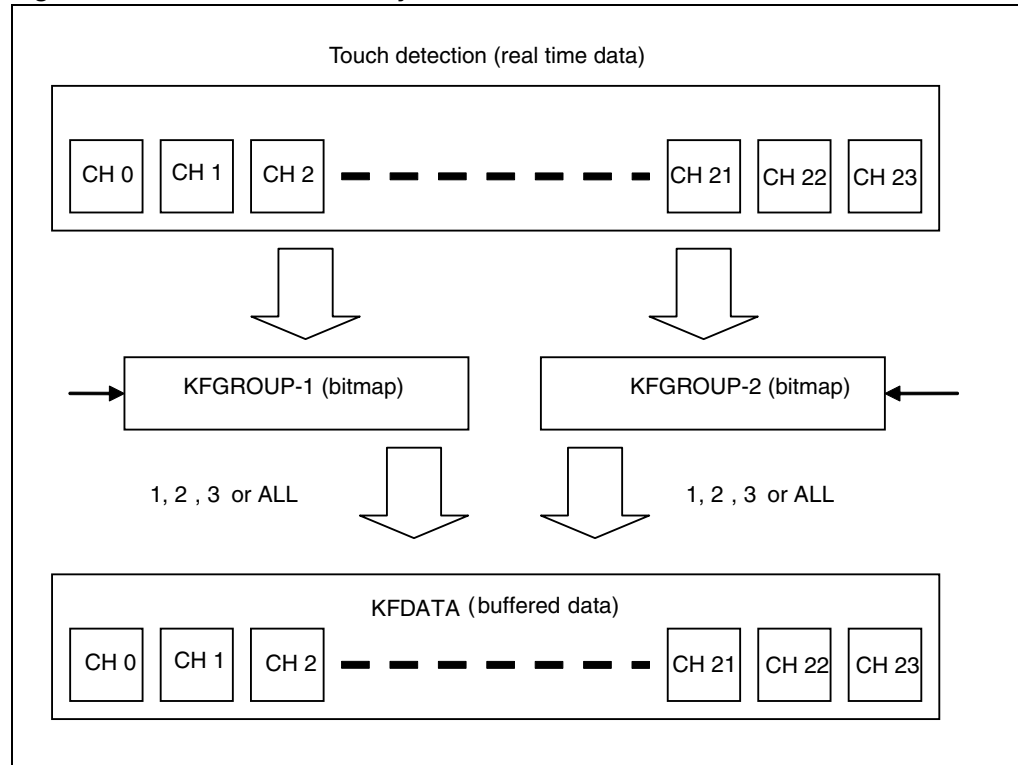 Touch detection (real time data)
CH 0 CH 1 CH 2 CH 21 CH 22 CH 23
KFGROUP-1 (bitmap) KFGROUP-2 (bitmap)
1, 2 , 3 or ALL 1, 2 , 3 or ALL
KFDATA (buffered data)
CH 0 CH 1 CH 2 CH 21 CH 22 CH 23